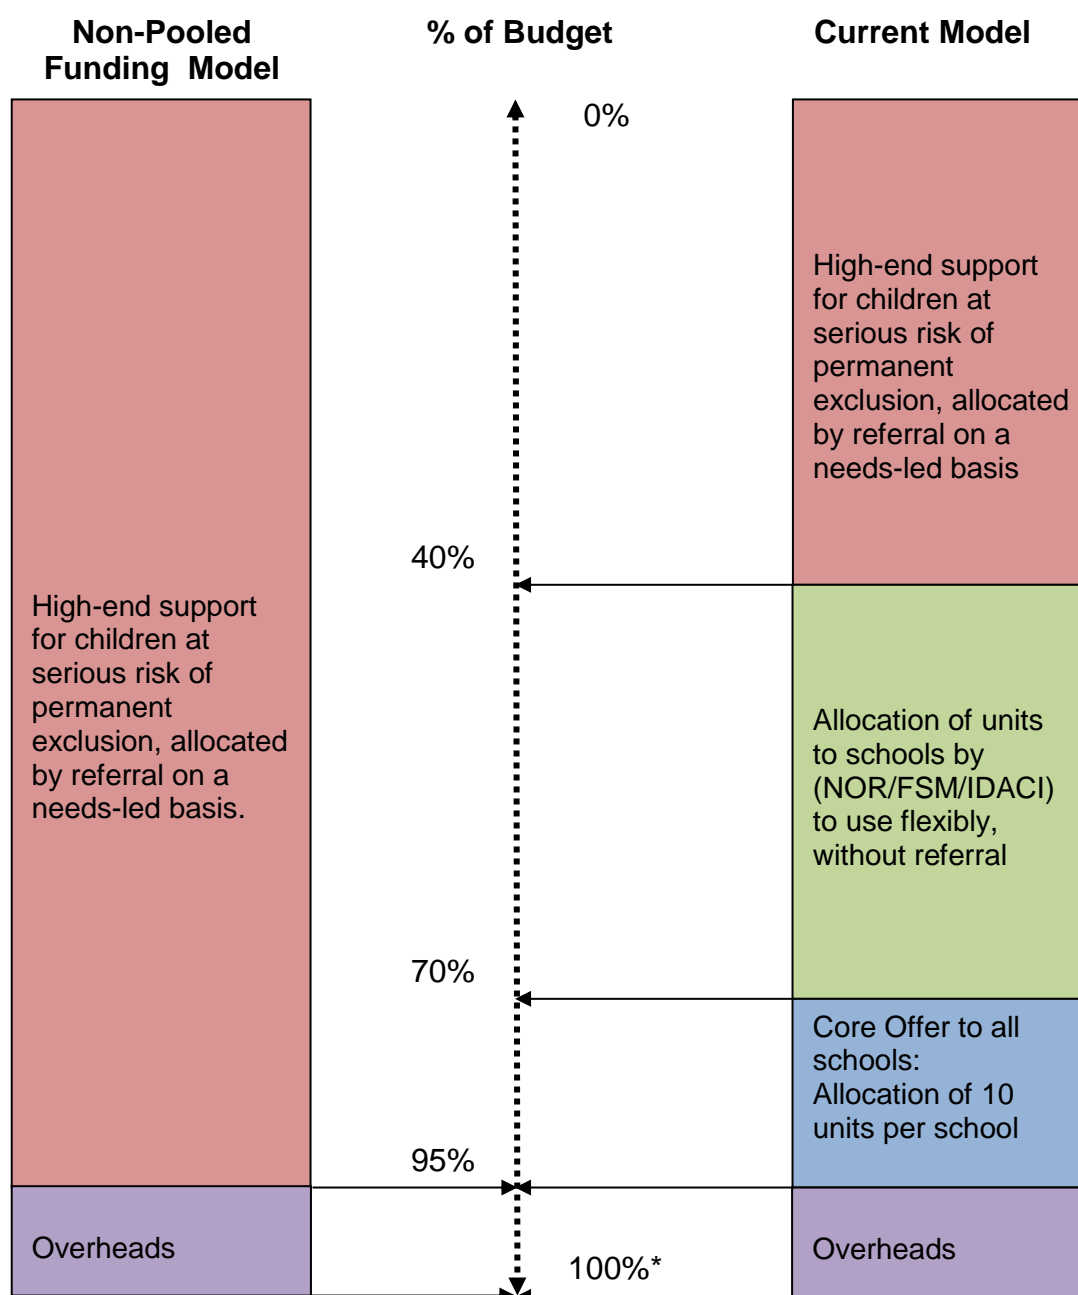 Non-Pooled
Funding Model
% of Budget
Current Model
0%
High-end support
for children at
serious risk of
permanent
exclusion, allocated
by referral on a
needs-led basis
40%
High-end support
for children at
serious risk of
permanent
exclusion, allocated
by referral on a
needs-led basis.
Allocation of units
to schools by
(NOR/FSM/IDACI)
to use flexibly,
without referral
70%
Core Offer to all
schools:
Allocation of 10
units per school
95%
Overheads
100%*
Overheads